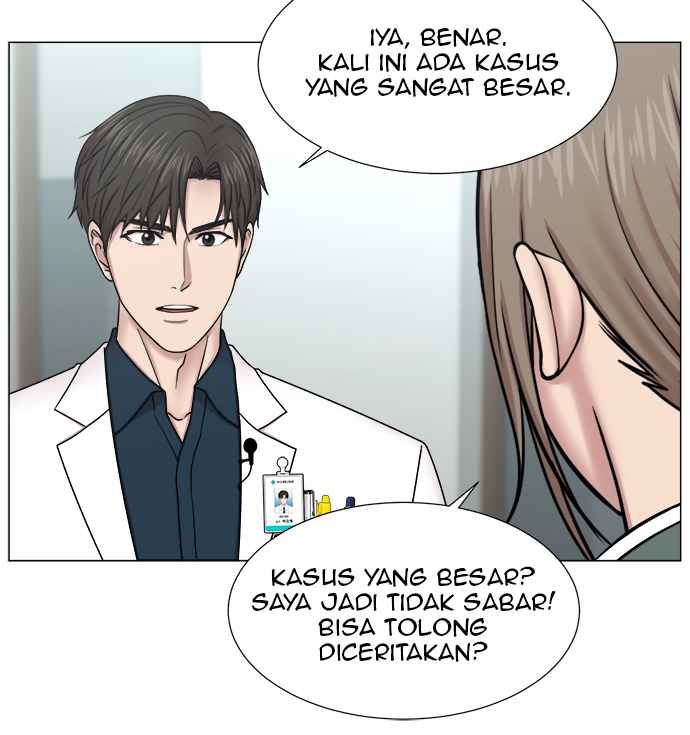 IYA, BENAR.
KALI INI ADA KASUS
YANG SANGAT BESAR.
KASUS YANG BESAR?
SAYA JADI TIDAK SABAR!
BISA TOLONG
DICERITAKAN?